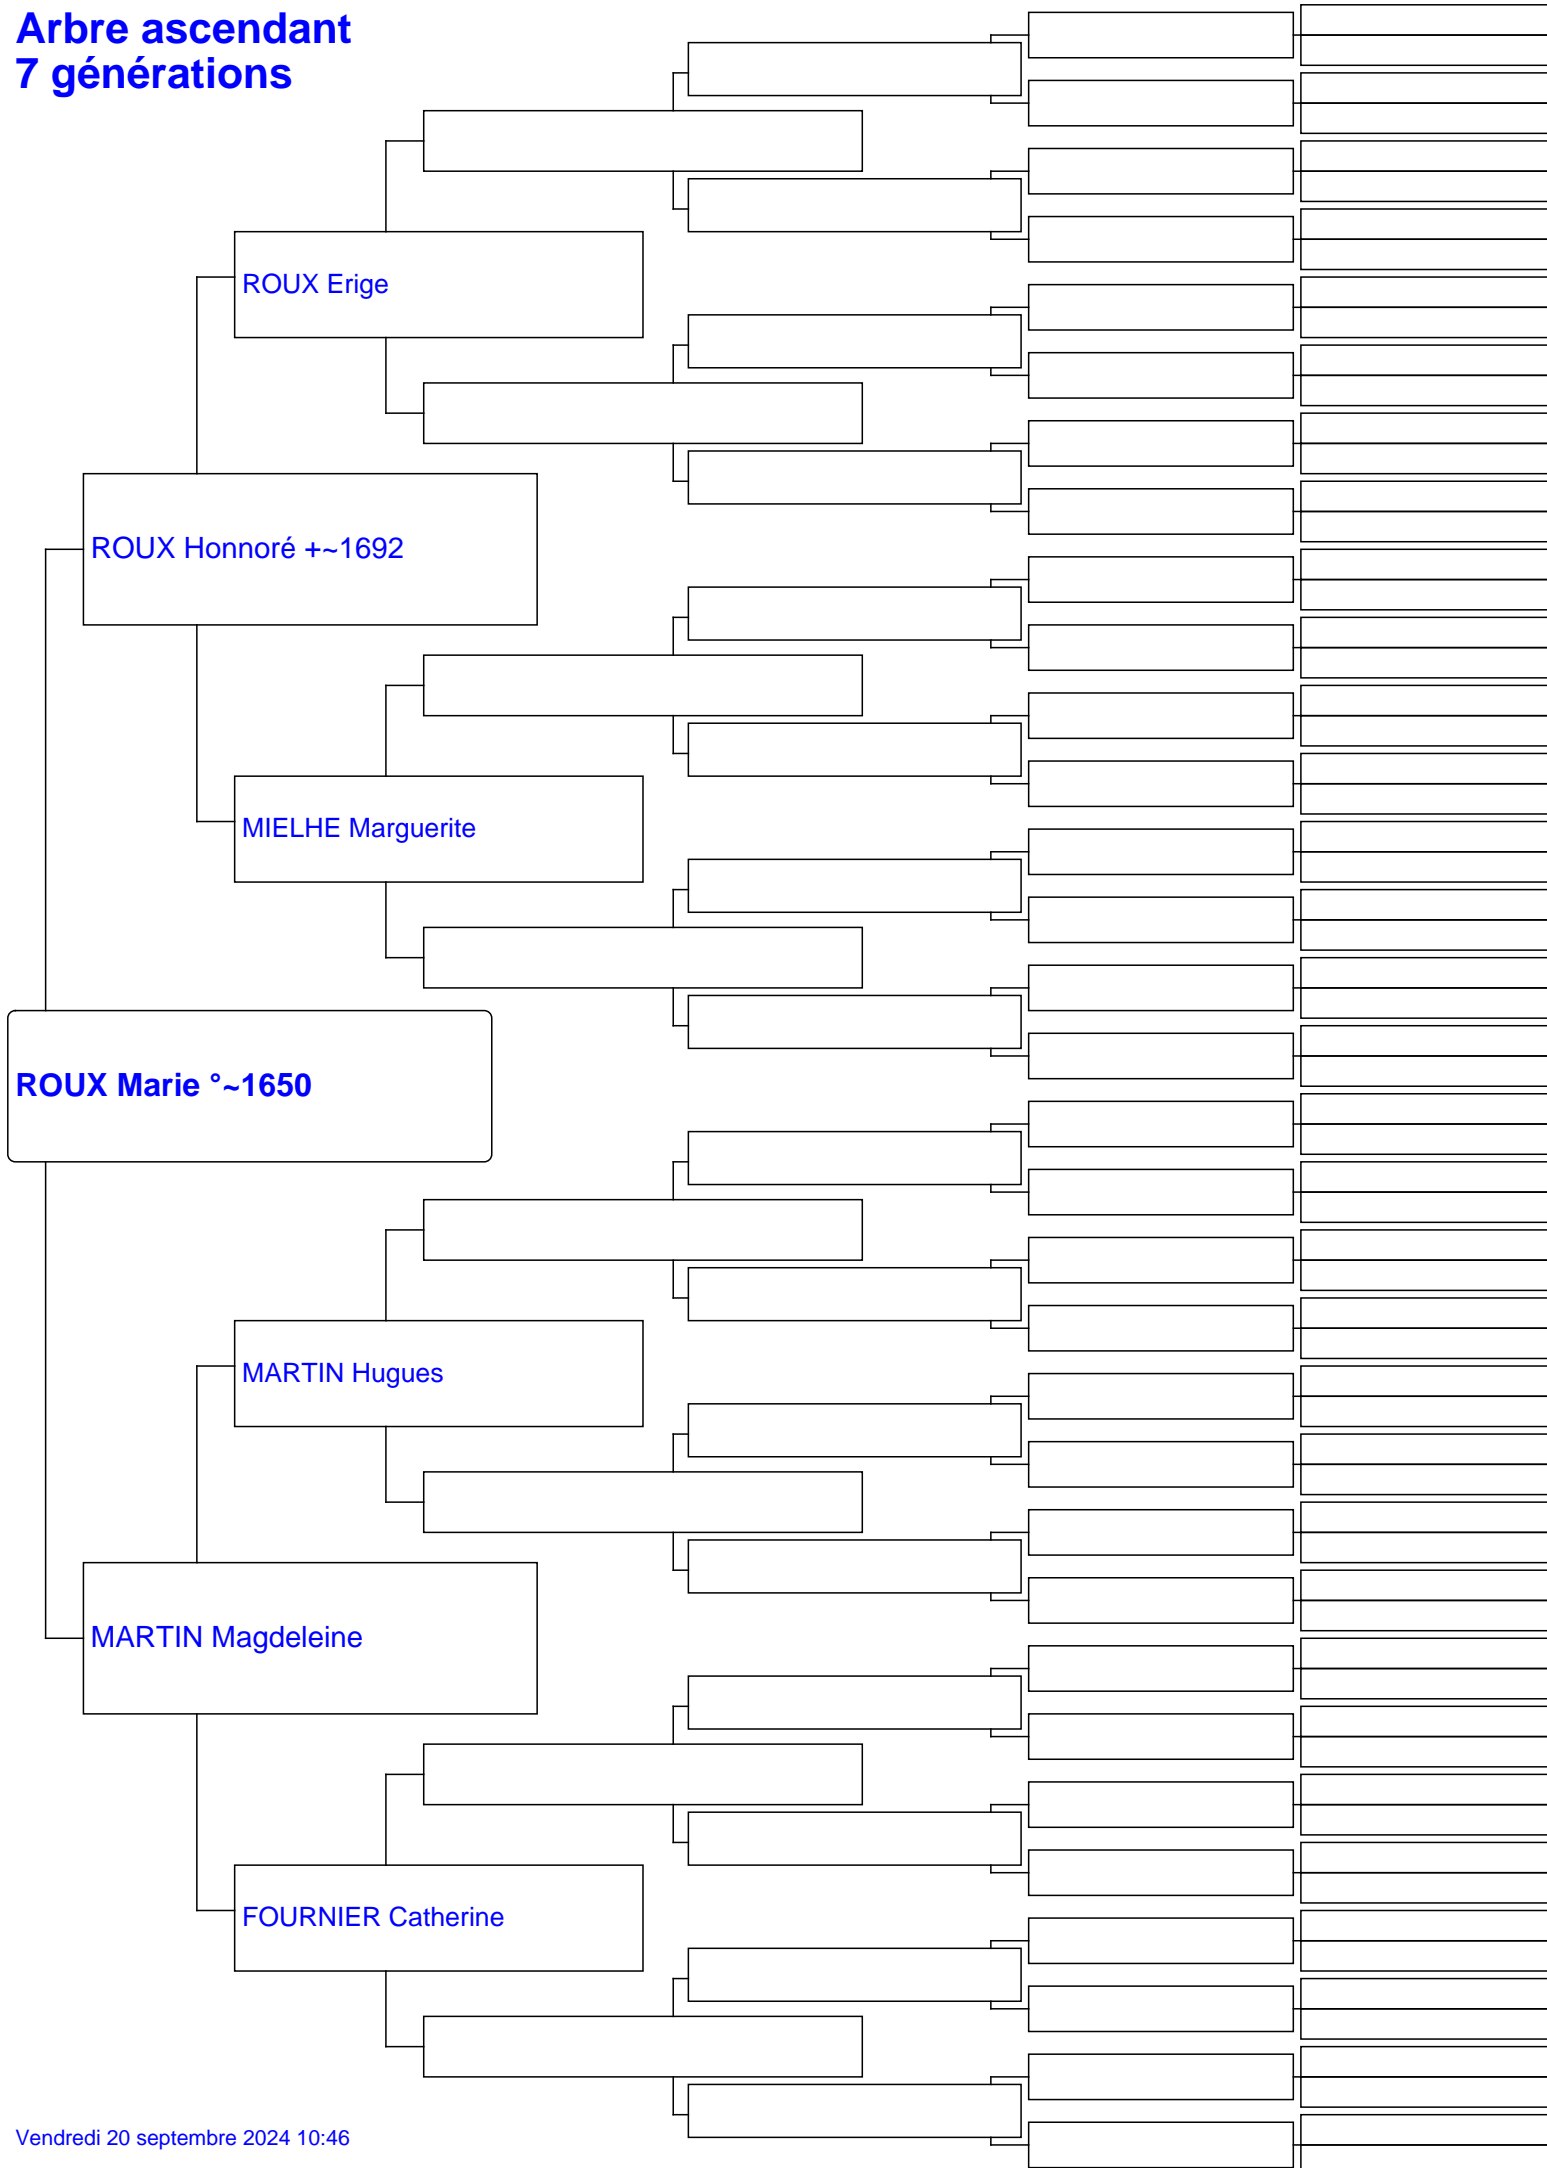 Arbre ascendant
7 générations
ROUX Erige
ROUX Honnoré +~1692
MIELHE Marguerite
ROUX Marie °~1650
MARTIN Hugues
MARTIN Magdeleine
FOURNIER Catherine
Vendredi 20 septembre 2024 10:46